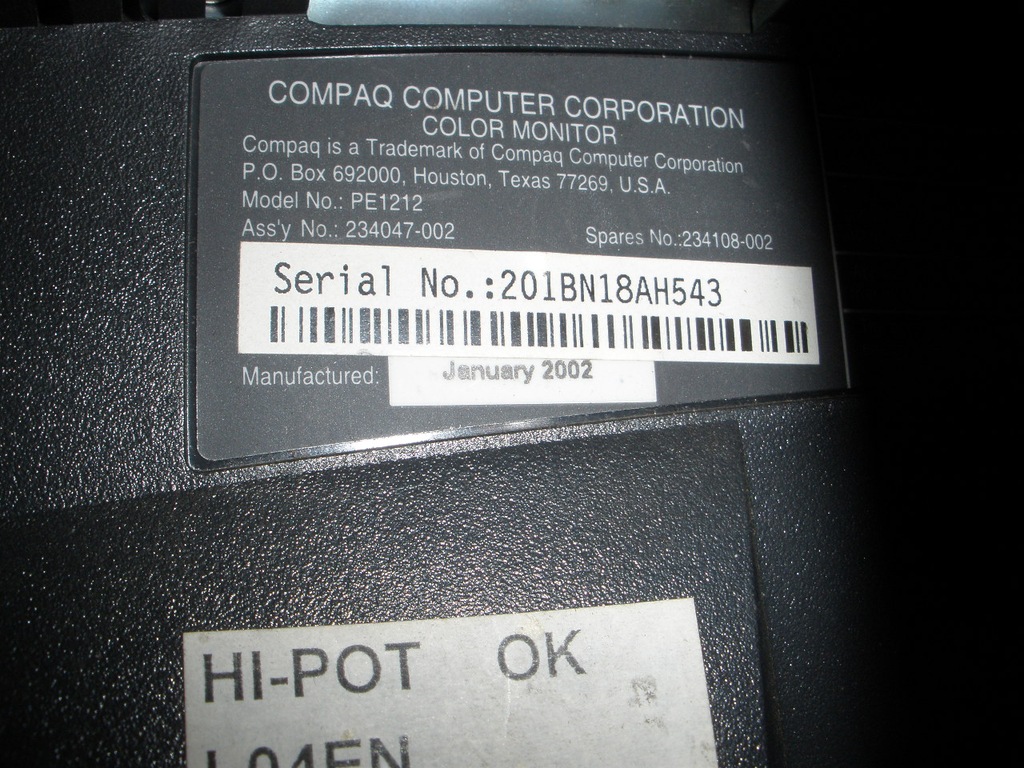 COMPAQ COMPUTER CORPORATION
COLOR MONITOR
Compaq is a Trademark of Compaq Computer Corporation
P.O. Box 692000, Houston, Texas 77269, U.S.A.
Model No.: PE1212
Ass'y No.: 234047-002 Spares No.:234108-002
Serial No.:201BN18AH543
Manufactured: January 2002
HI-POT OK
L04EN